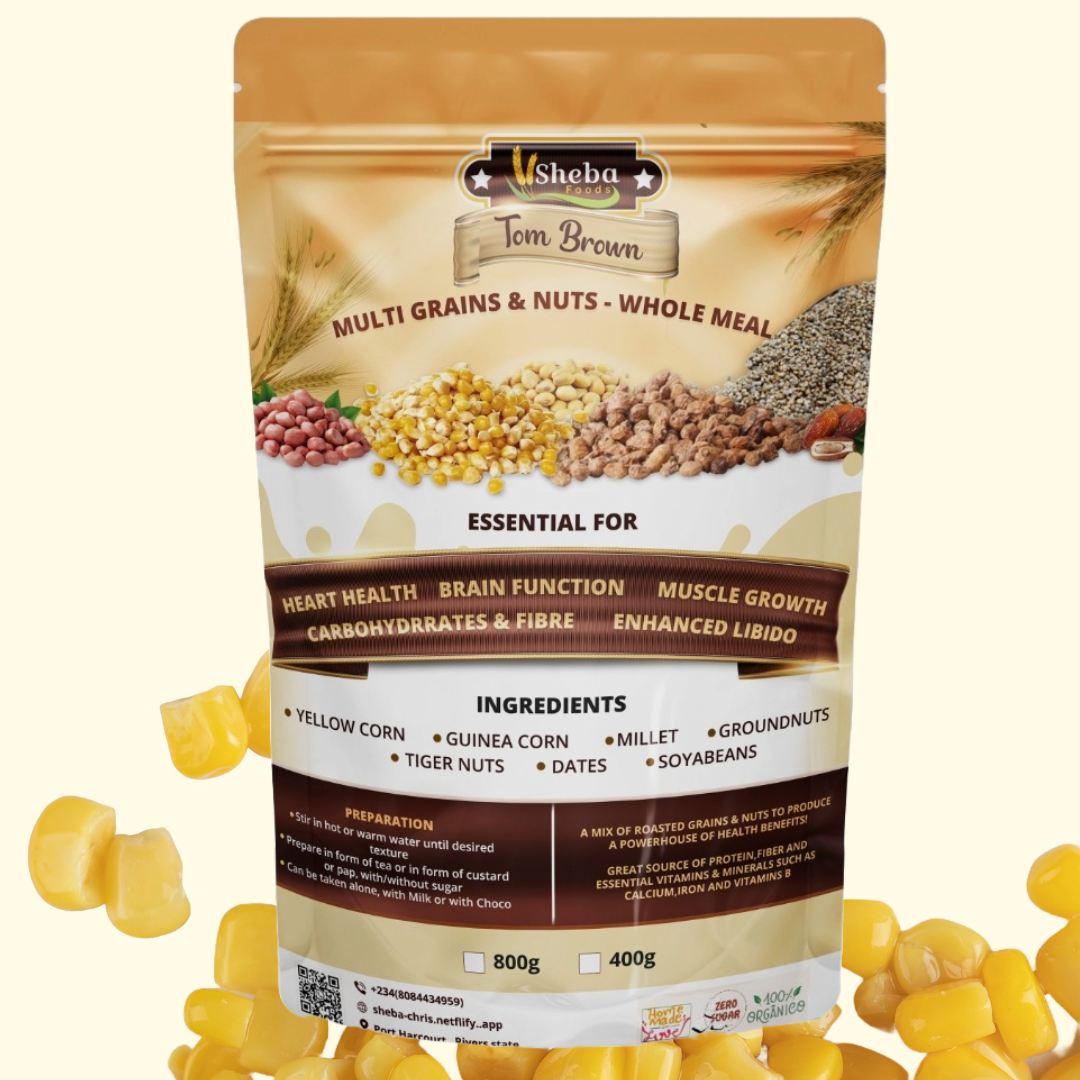 Sheba
Foods
Tom Brown
MULTI GRAINS & NUTS - WHOLE MEAL
ESSENTIAL FOR
HEART HEALTH BRAIN FUNCTION MUSCLE GROWTH
CARBOHYDRRATES & FIBRE ENHANCED LIBIDO
INGREDIENTS
• YELLOW CORN • GUINEA CORN • MILLET • GROUNDNUTS
• TIGER NUTS • DATES • SOYABEANS
PREPARATION
• Stir in hot or warm water until desired
texture
• Prepare in form of tea or in form of custard
or pap, with/without sugar
• Can be taken alone, with Milk or with Choco
A MIX OF ROASTED GRAINS & NUTS TO PRODUCE
A POWERHOUSE OF HEALTH BENEFITS!
GREAT SOURCE OF PROTEIN,FIBER AND
ESSENTIAL VITAMINS & MINERALS SUCH AS
CALCIUM,IRON AND VITAMINS B
800g 400g
+234(8084434959)
sheba-chris.netflify..app
Port Harcourt, Rivers state
Home
Made
Love
ZERO
SUGAR
100%
ORGÂNICO